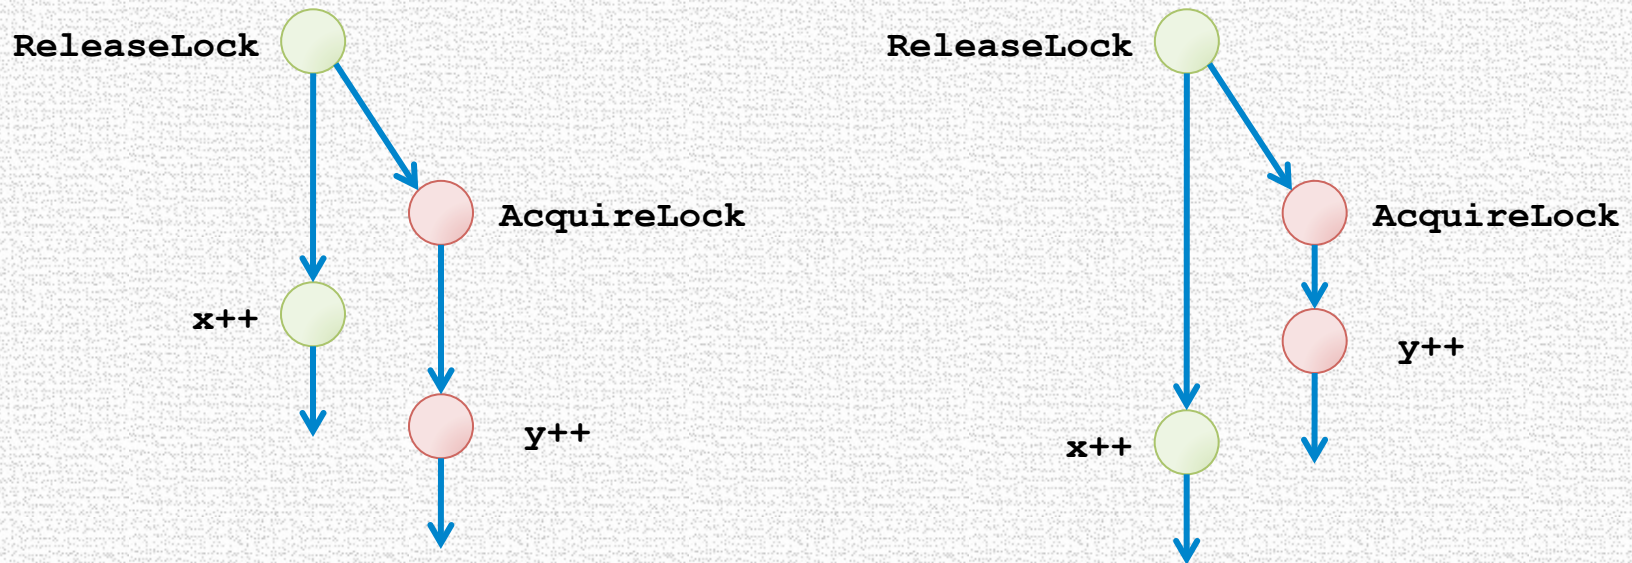 ReleaseLock
AcquireLock
x++
y++
ReleaseLock
AcquireLock
y++
x++